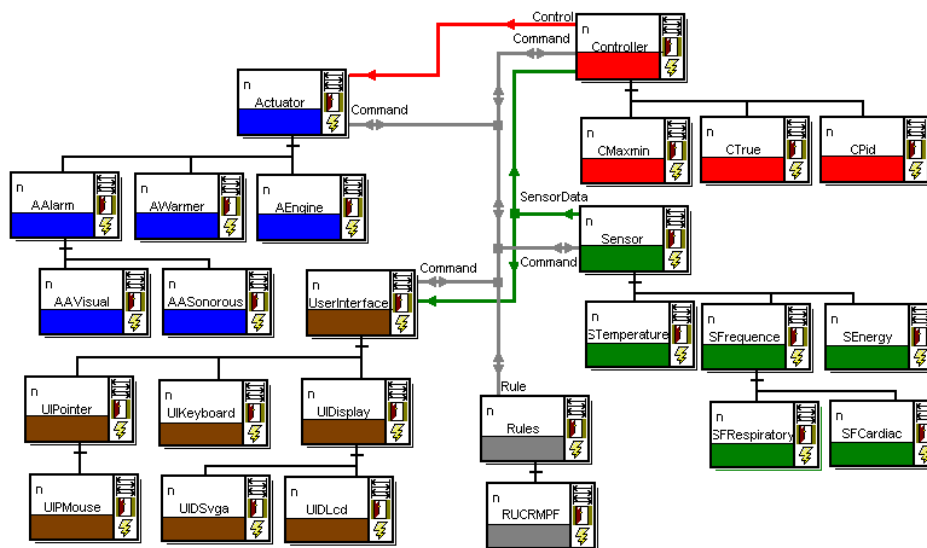 Control
n
Controller
Command
n
Actuator
Command
n
CMaxmin
n
CTrue
n
CPid
n
AAlarm
n
AWarmer
n
AEngine
SensorData
n
Sensor
Command
n
AAVisual
n
AASonorous
Command
n
UserInterface
n
STemperature
n
SFrequence
n
SEnergy
n
UIPointer
n
UIKeyboard
n
UIDisplay
Rule
n
Rules
n
SFRespiratory
n
SFCardiac
n
UIPMouse
n
UIDSvga
n
UIDLcd
n
RUCRMPF